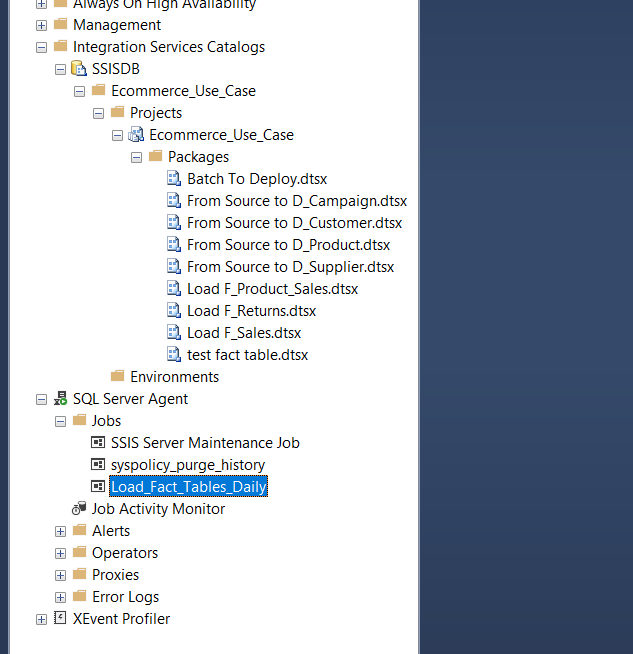 Always On High Availability
Management
Integration Services Catalogs
SSISDB
Ecommerce_Use_Case
Projects
Ecommerce_Use_Case
Packages
Batch To Deploy.dtsx
From Source to D_Campaign.dtsx
From Source to D_Customer.dtsx
From Source to D_Product.dtsx
From Source to D_Supplier.dtsx
Load F_Product_Sales.dtsx
Load F_Returns.dtsx
Load F_Sales.dtsx
test fact table.dtsx
Environments
SQL Server Agent
Jobs
SSIS Server Maintenance Job
syspolicy_purge_history
Load_Fact_Tables_Daily
Job Activity Monitor
Alerts
Operators
Proxies
Error Logs
XEvent Profiler